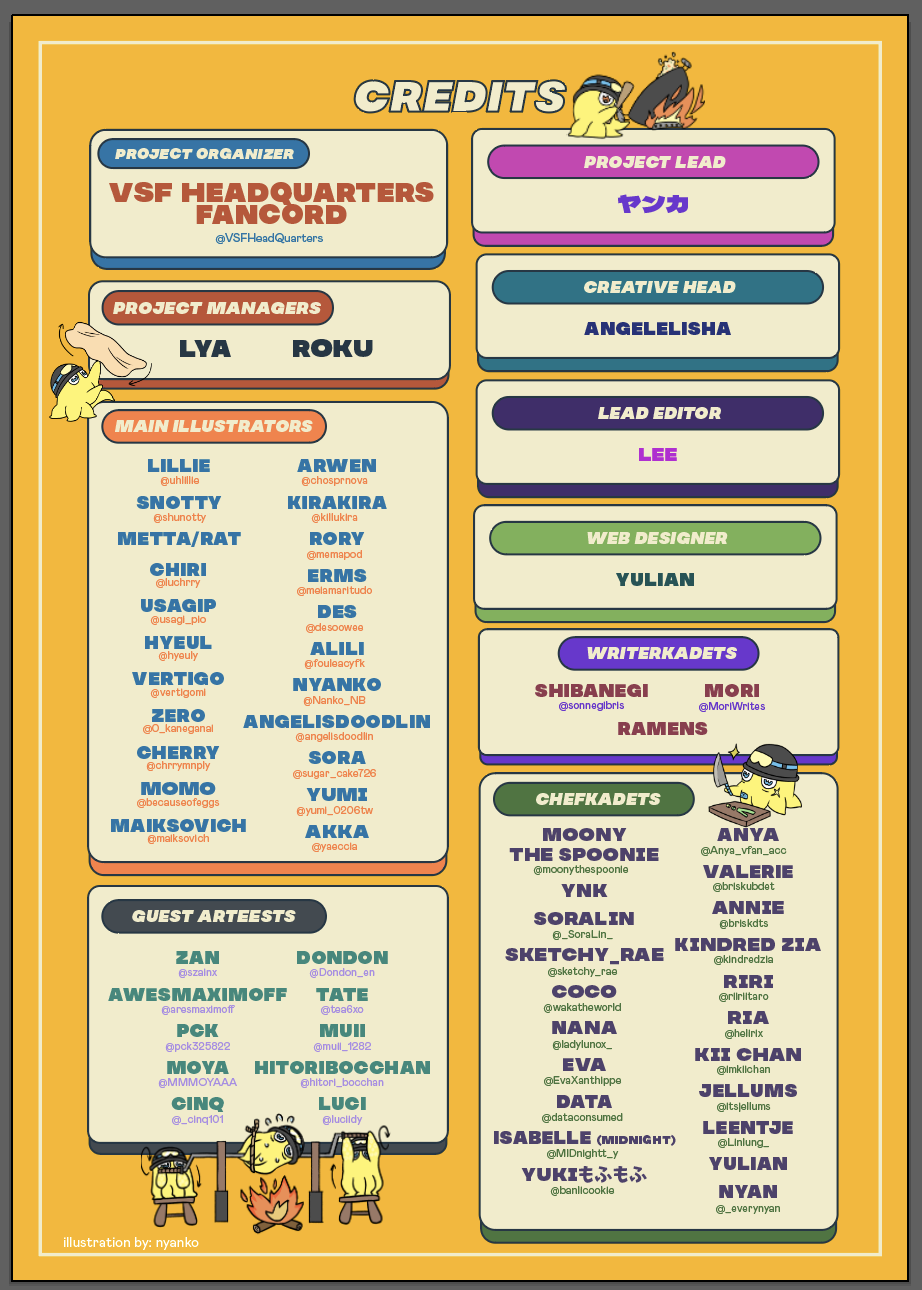 CREDITS
PROJECT ORGANIZER
VSF HEADQUARTERS
FANCORD
@VSFHeadQuarters
PROJECT MANAGERS
LYA ROKU
MAIN ILLUSTRATORS
LILLIE
@uhlillie
SNOTTY
@shunotty
METTA/RAT
CHIRI
@luchrry
USAGIP
@usagi_pio
HYEUL
@hyeuly
VERTIGO
@vertigomi
ZERO
@O_kaneganai
CHERRY
@chrrymnply
MOMO
@becauseofeggs
MAIKSOVICH
@maiksovich
ARWEN
@chosprnova
KIRAKIRA
@killukira
RORY
@memapod
ERMS
@melamaritudo
DES
@desoowee
ALILI
@fouleacyfk
NYANKO
@Nanko_NB
ANGELISDOODLIN
@angelisdoodlin
SORA
@sugar_cake726
YUMI
@yumi_0206tw
AKKA
@yaeccia
GUEST ARTEESTS
ZAN
@szainx
AWESMAXIMOFF
@aresmaximoff
PCK
@pck325822
MOYA
@MMMOYAAA
CINQ
@_cinq101
DONDON
@Dondon_en
TATE
@tea6xo
MUII
@muii_1282
HITORIBOCCHAN
@hitori_bocchan
LUCI
@luciidy
illustration by: nyanko
PROJECT LEAD
ヤンカ
CREATIVE HEAD
ANGELELISHA
LEAD EDITOR
LEE
WEB DESIGNER
YULIAN
WRITERKADETS
SHIBANEGI MORI
@sonnegibris @MoriWrites
RAMENS
CHEFKADETS
MOONY
THE SPOONIE
@moonythespoonie
YNK
SORALIN
@_SoraLin_
SKETCHY_RAE
@sketchy_rae
COCO
@wakatheworld
NANA
@ladylunox_
EVA
@EvaXanthippe
DATA
@dataconsumed
ISABELLE (MIDNIGHT)
@MIDnightt_y
YUKIもふもふ
@banlicookie
ANYA
@Anya_vfan_acc
VALERIE
@briskubdet
ANNIE
@briskdts
KINDRED ZIA
@kindredzia
RIRI
@riiriitaro
RIA
@helirix
KII CHAN
@imkiichan
JELLUMS
@itsjellums
LEENTJE
@Linlung_
YULIAN
NYAN
@_everynyan